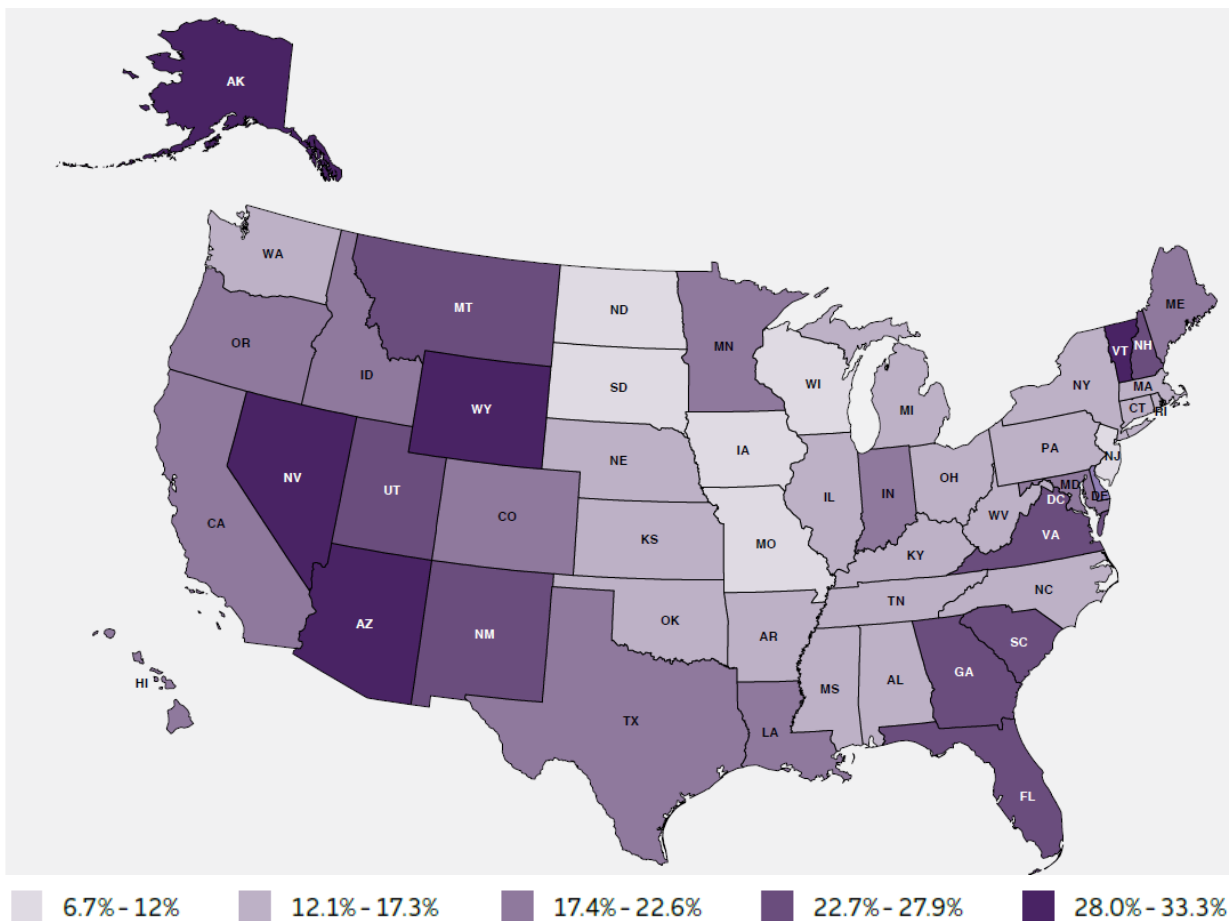 AK
WA
MT
ND
MN
ME
OR
ID
SD
WI
VT
NH
NY
MA
MI
CT
RI
WY
IA
PA
NJ
NE
NV
UT
CO
IL
IN
OH
MD
DE
DC
CA
KS
MO
WV
VA
KY
NC
TN
AZ
NM
OK
AR
SC
HI
MS
AL
GA
TX
LA
FL
6.7% - 12% 12.1% - 17.3% 17.4% - 22.6% 22.7% - 27.9% 28.0% - 33.3%